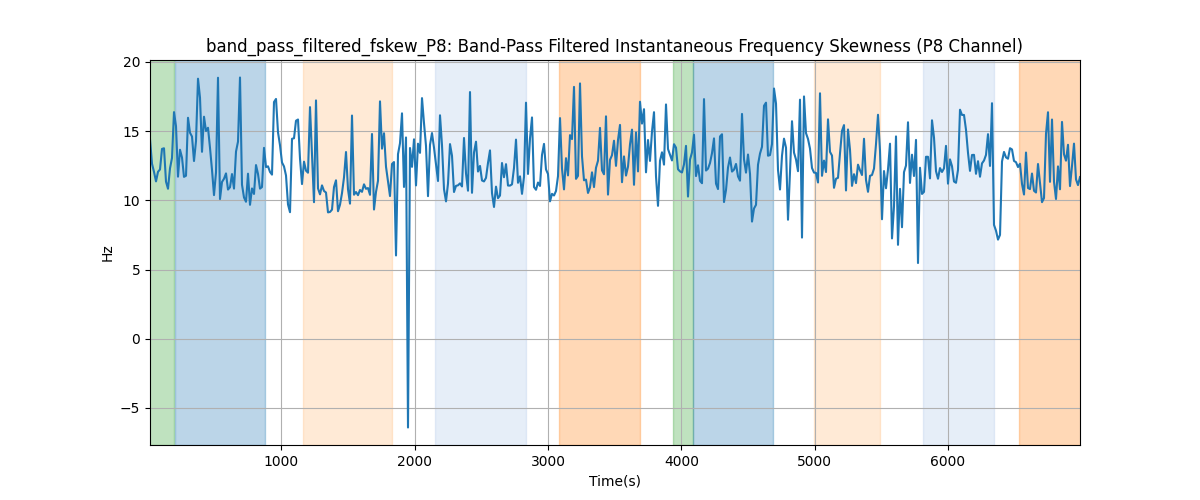 band_pass_filtered_fskew_P8: Band-Pass Filtered Instantaneous Frequency Skewness (P8 Channel)
20
15
10
5
0
−5
Hz
1000 2000 3000 4000 5000 6000
Time(s)